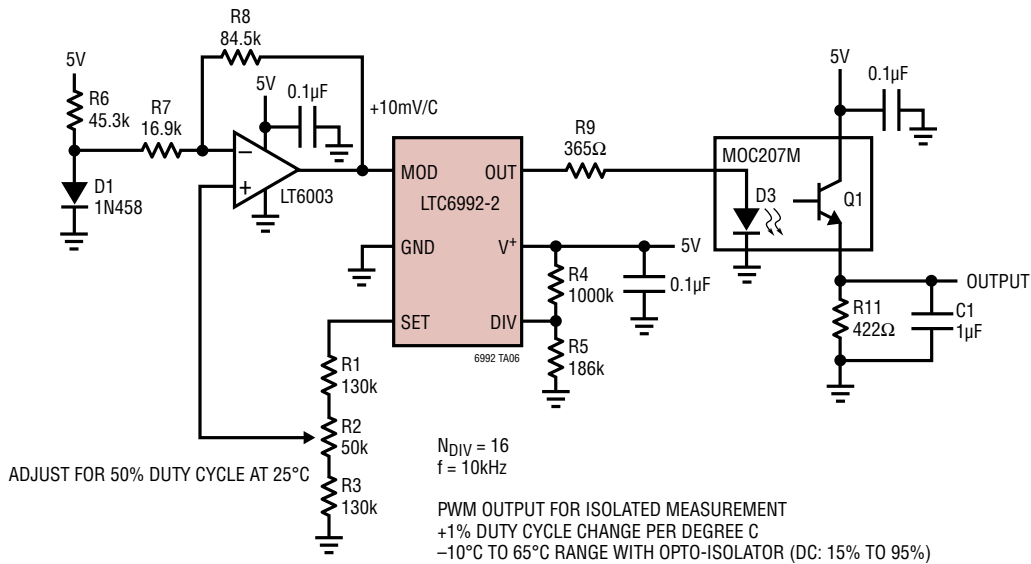 R8
84.5k
5V
R6
45.3k
R7
16.9k
5V
0.1µF
+10mV/C
–
+
LT6003
D1
1N458
MOD
OUT
LTC6992-2
GND
V+
SET
DIV
6992 TA06
R9
365Ω
5V
0.1µF
MOC207M
D3
Q1
5V
R4
1000k
0.1µF
R5
186k
OUTPUT
R11
422Ω
C1
1µF
R1
130k
R2
50k
R3
130k
ADJUST FOR 50% DUTY CYCLE AT 25°C
NDIV = 16
f = 10kHz
PWM OUTPUT FOR ISOLATED MEASUREMENT
+1% DUTY CYCLE CHANGE PER DEGREE C
–10°C TO 65°C RANGE WITH OPTO-ISOLATOR (DC: 15% TO 95%)